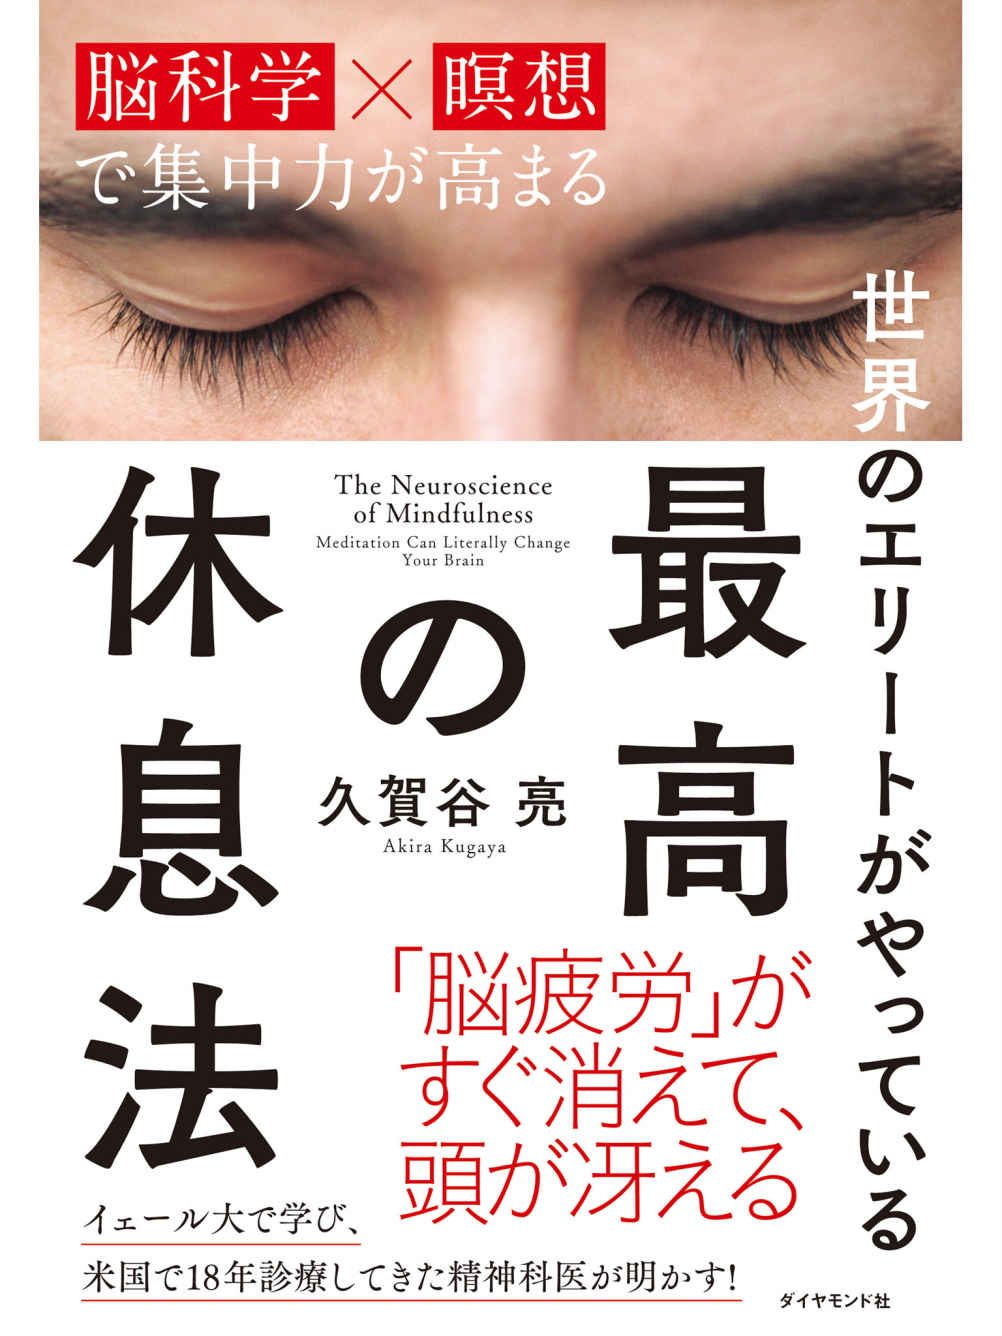 脳科学×瞑想
で集中力が高まる
世界のエリートがやっている
最高
の
休息法
The Neuroscience
of Mindfulness
Meditation Can Literally Change
Your Brain
久賀谷 亮
Akira Kugaya
「脳疲労」が
すぐ消えて、
頭が冴える
イェール大で学び、
米国で18年診療してきた精神科医が明かす!
ダイヤモンド社